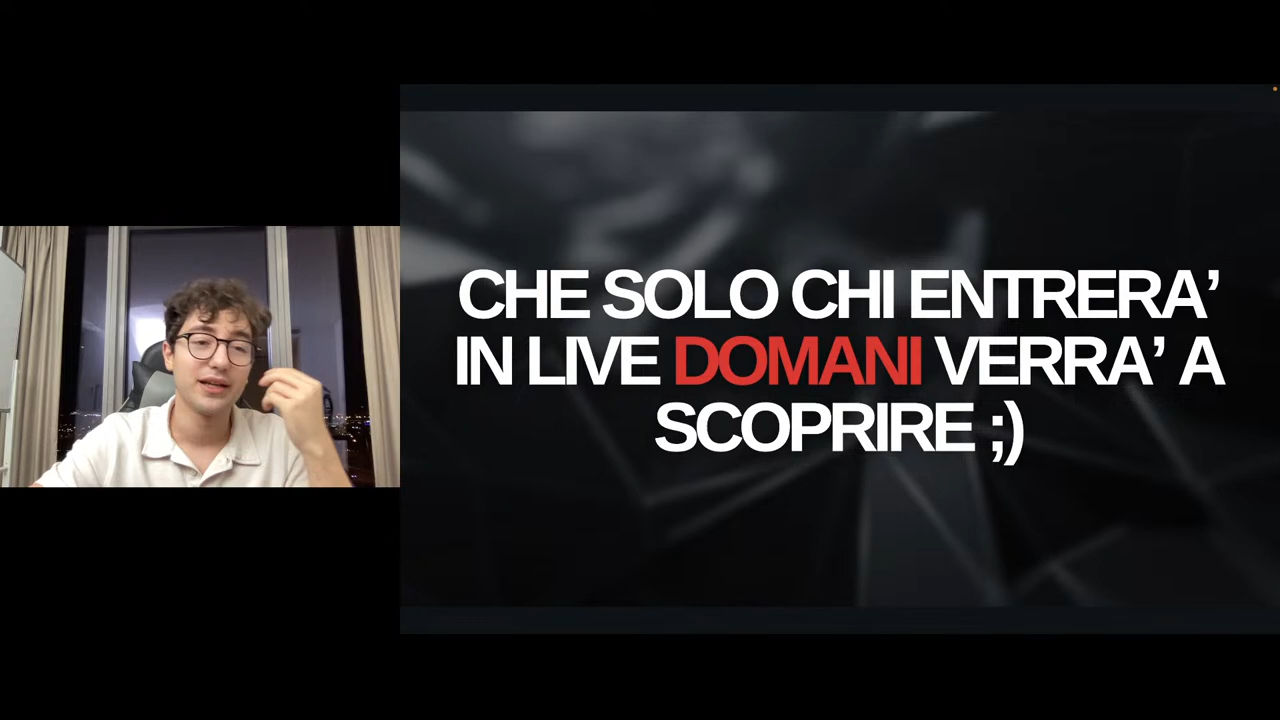 CHE SOLO CHI ENTRERA’
IN LIVE DOMANI VERRA’ A
SCOPRIRE ;)